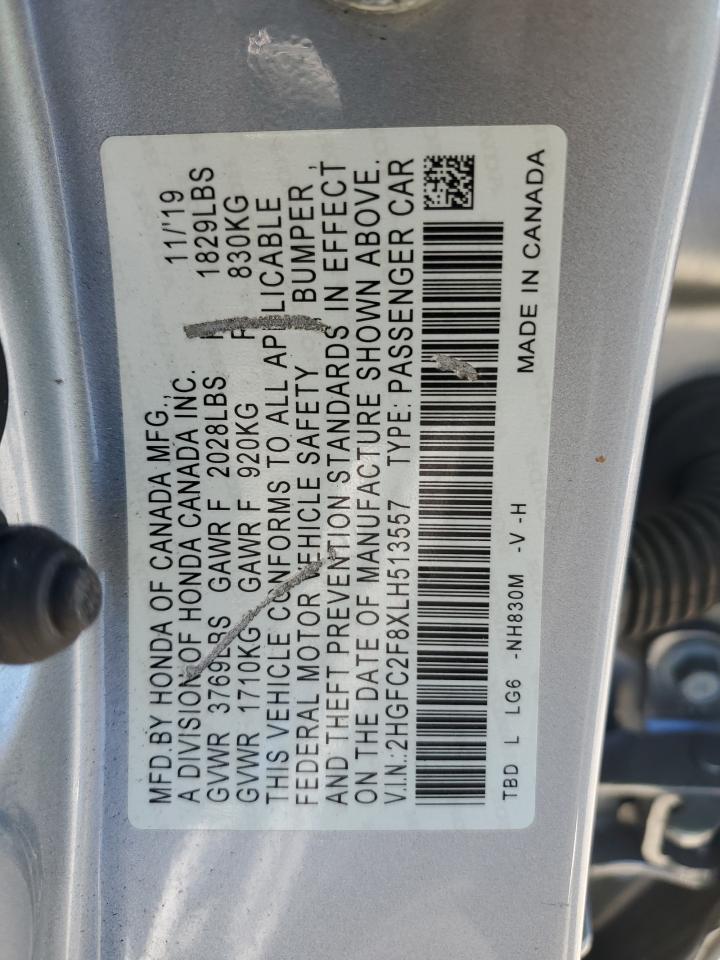 MFD.BY HONDA OF CANADA MFG., 11/'19
A DIVISION OF HONDA CANADA INC.
GVWR 3769LBS GAWR F 2028LBS R 1829LBS
GVWR 1710KG GAWR F 920KG R 830KG
THIS VEHICLE CONFORMS TO ALL APPLICABLE
FEDERAL MOTOR VEHICLE SAFETY BUMPER,
AND THEFT PREVENTION STANDARDS IN EFFECT
ON THE DATE OF MANUFACTURE SHOWN ABOVE.
V.I.N.: 2HGFC2F8XLH513557 TYPE: PASSENGER CAR
TBD L LG6 -NH830M -V -H MADE IN CANADA